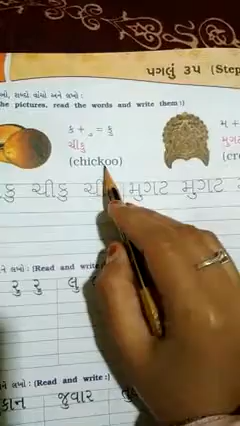 પગલું ૩૫ (Step
શબ્દો વાંચો અને લખો :
he pictures, read the words and write them :)
ક + ુ = કુ
ચીકુ
(chickoo)
મ +
મુગ
(cr
કુ ચીકુ ચી મુગટ મુગટ
ને લખો : (Read and write
રુ રુ લુ
ને લખો : (Read and write :)
ફાન જુવાર તુ